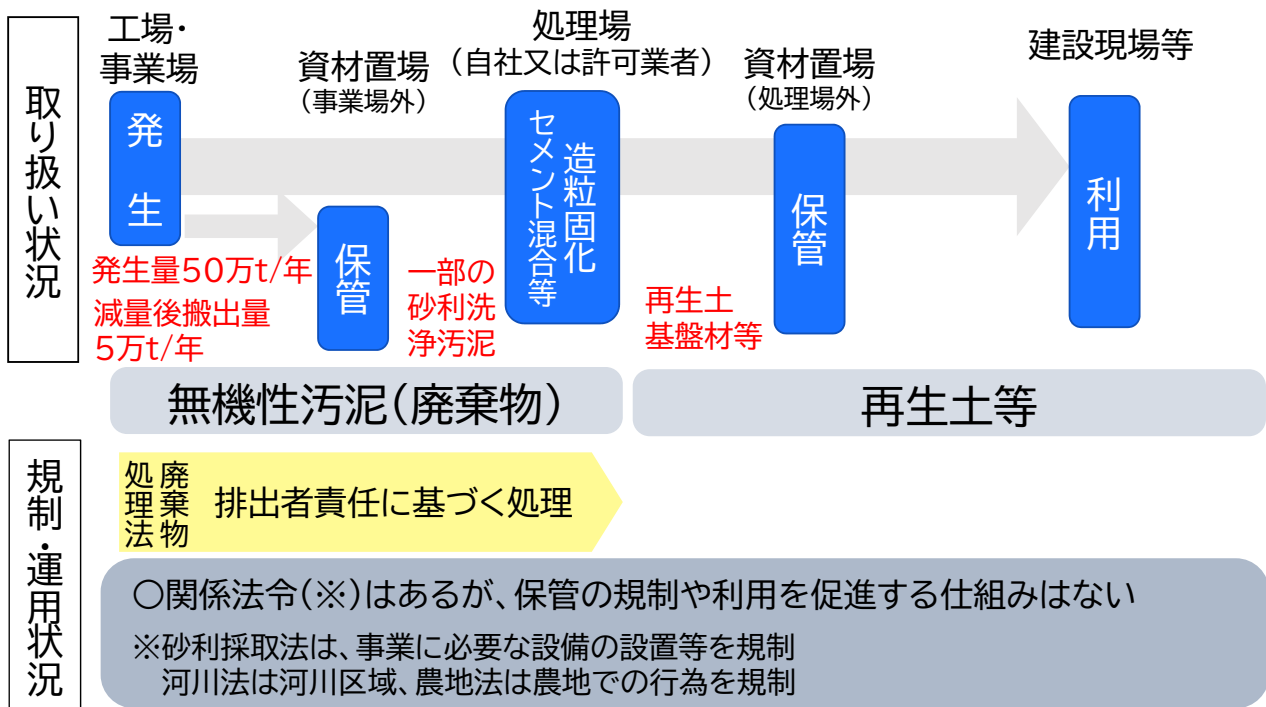 取り扱い状況
工場・
事業場
発生
発生量50万t/年
減量後搬出量
5万t/年
資材置場
(事業場外)
保管
一部の
砂利洗
浄汚泥
処理場
(自社又は許可業者)
造粒固化
セメント混合等
再生土
基盤材等
資材置場
(処理場外)
保管
建設現場等
利用
無機性汚泥(廃棄物)
再生土等
規制・運用状況
廃棄物
処理法
排出者責任に基づく処理
〇関係法令(※)はあるが、保管の規制や利用を促進する仕組みはない
※砂利採取法は、事業に必要な設備の設置等を規制
河川法は河川区域、農地法は農地での行為を規制